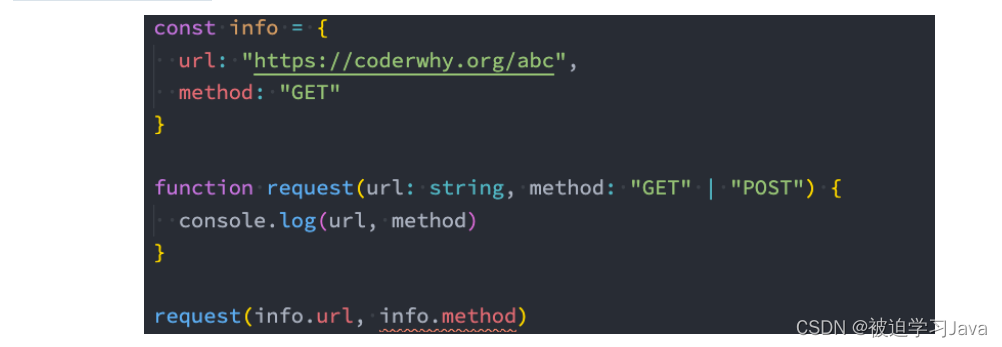 const info = {
  url: "https://coderwhy.org/abc",
  method: "GET"
}
function request(url: string, method: "GET" | "POST") {
  console.log(url, method)
}
request(info.url, info.method)
CSDN @被迫学习Java